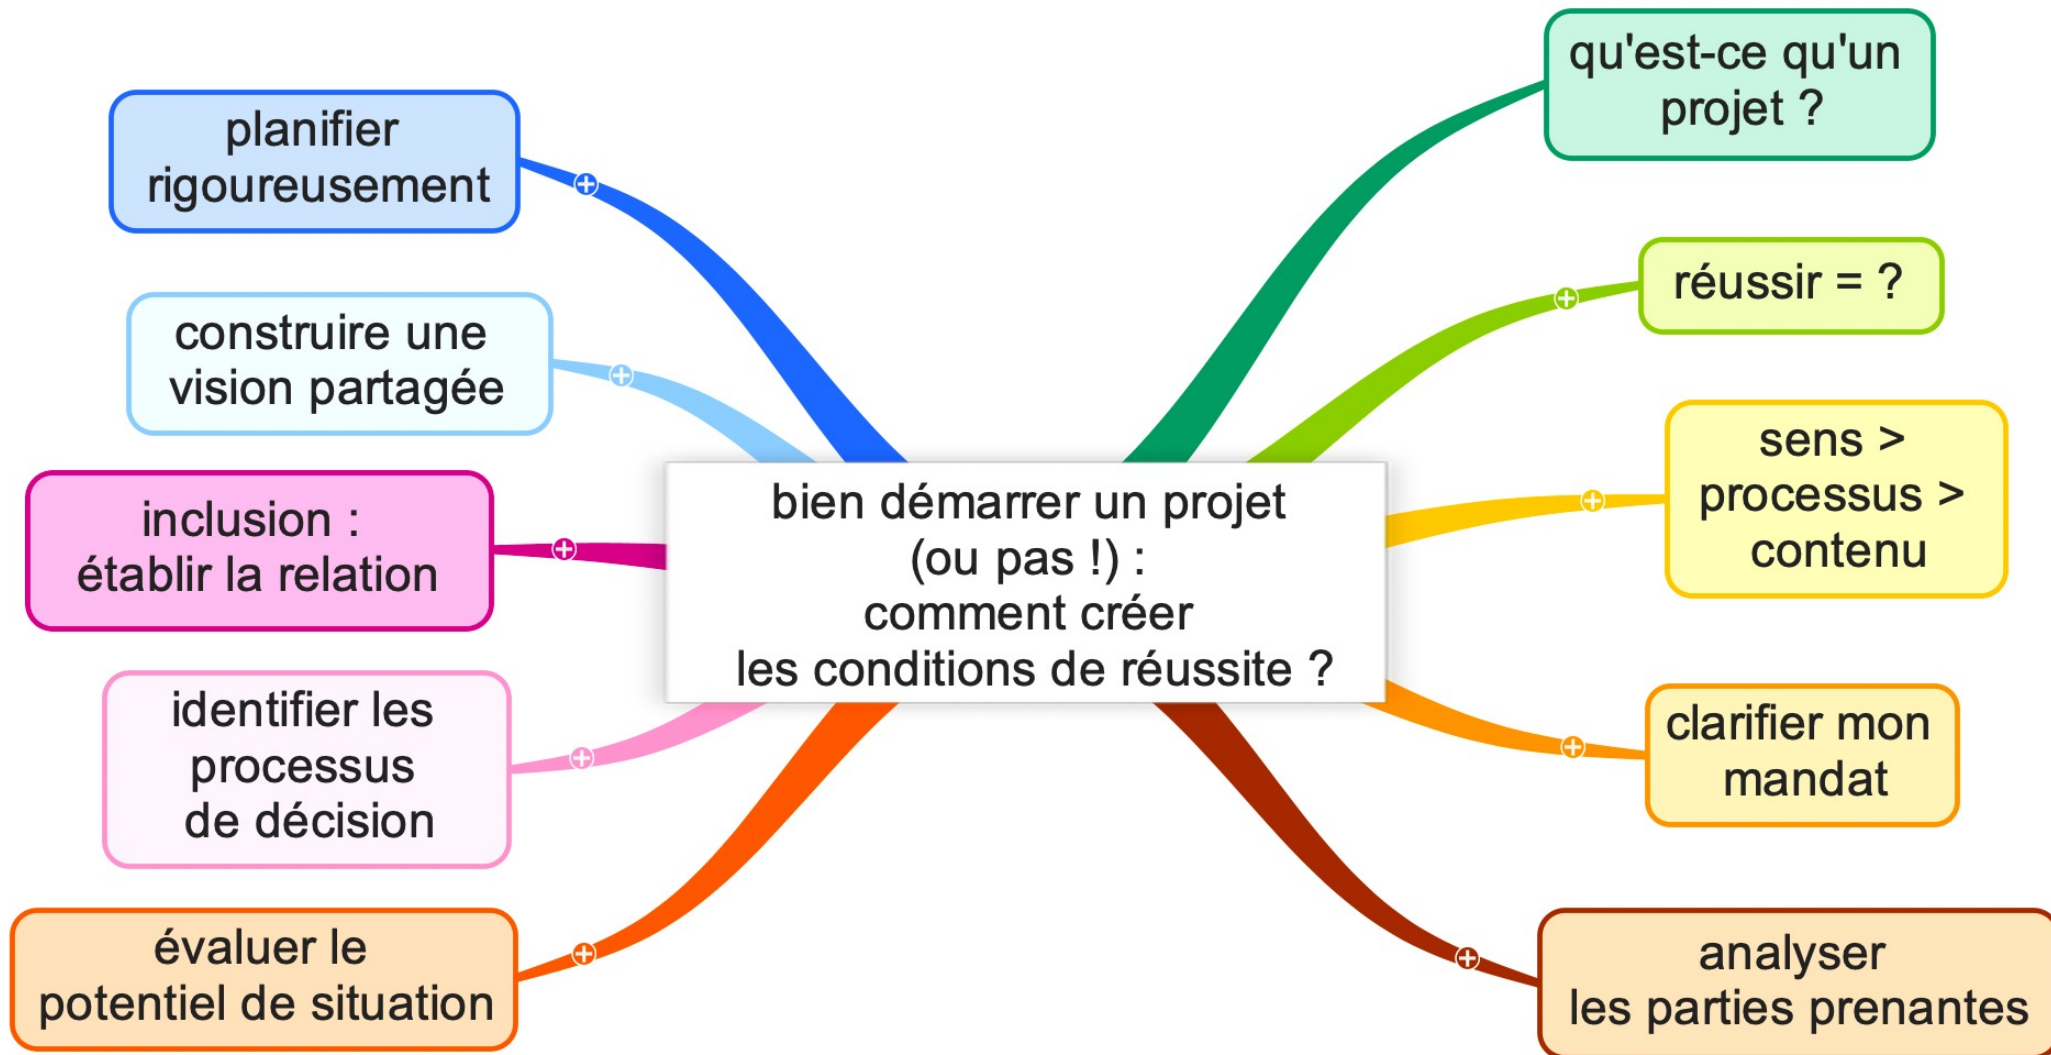 bien démarrer un projet
(ou pas !) :
comment créer
les conditions de réussite ?
qu'est-ce qu'un
projet ?
réussir = ?
sens >
processus >
contenu
clarifier mon
mandat
analyser
les parties prenantes
évaluer le
potentiel de situation
identifier les
processus
de décision
inclusion :
établir la relation
construire une
vision partagée
planifier
rigoureusement